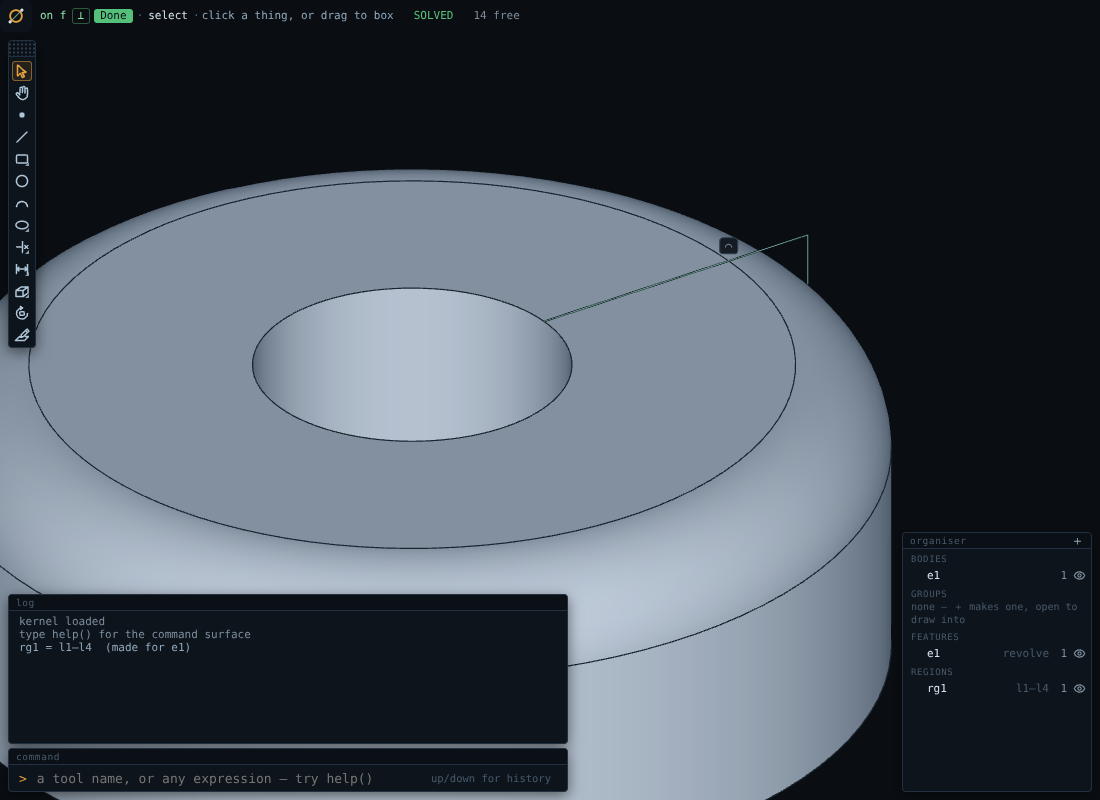 on f ⊥ Done · select · click a thing, or drag to box SOLVED 14 free
log
kernel loaded
type help() for the command surface
rg1 = l1–l4 (made for e1)
command
> a tool name, or any expression — try help() up/down for history
organiser +
BODIES
e1 1
GROUPS
none — + makes one, open to
draw into
FEATURES
e1 revolve 1
REGIONS
rg1 l1–l4 1